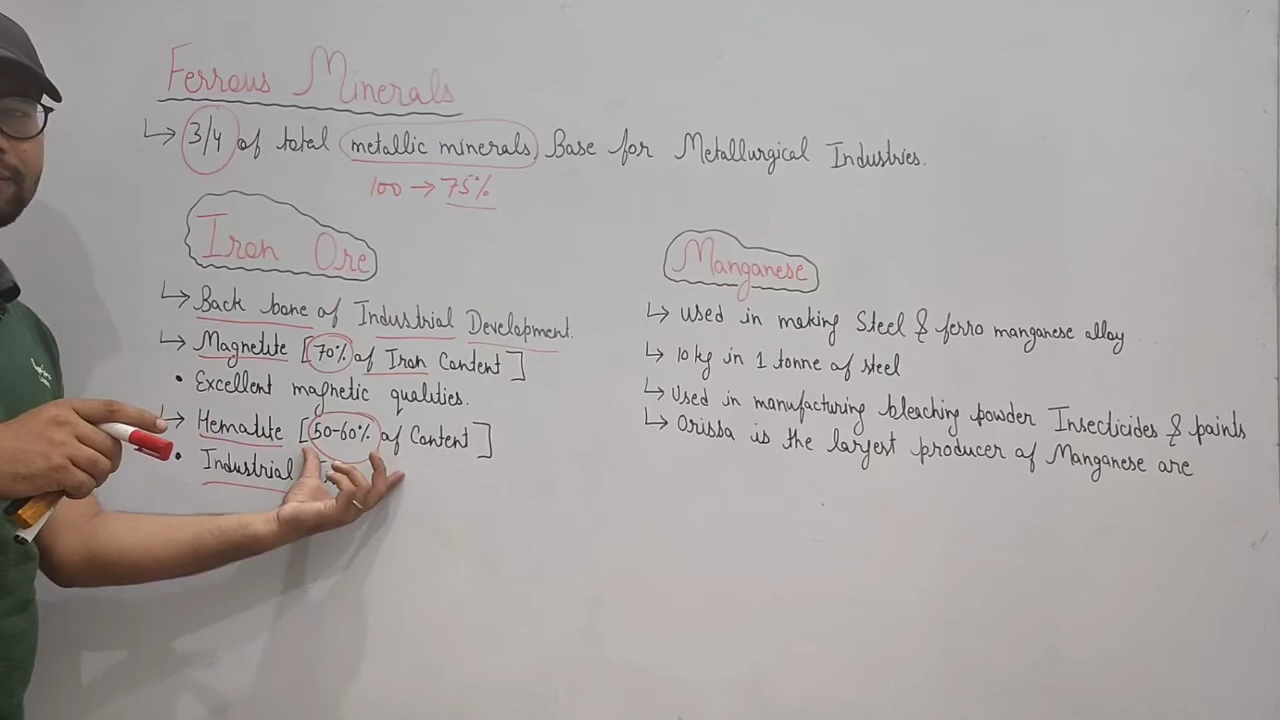 Ferrous Minerals
↳ 3/4 of total metallic minerals, Base for Metallurgical Industries.
100 → 75%
Iron Ore
↳ Back bone of Industrial Development.
↳ Magnetite [70% of Iron Content]
• Excellent magnetic qualities.
↳ Hematite [50-60% of Content]
• Industrial
Manganese
↳ Used in making Steel & ferro manganese alloy
↳ 10 kg in 1 tonne of steel
↳ Used in manufacturing bleaching powder Insecticides & paints
↳ Orissa is the largest producer of Manganese are